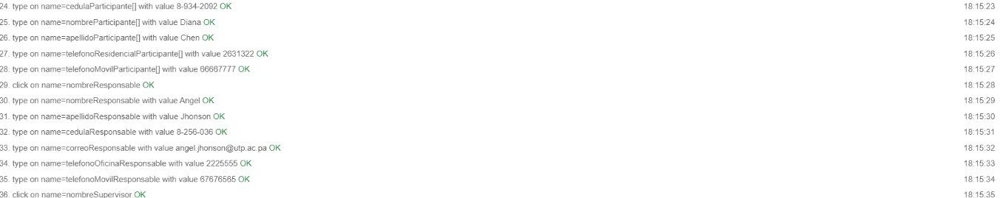 24. type on name=cedulaParticipante[] with value 8-934-2092 OK 18:15:23
25. type on name=nombreParticipante[] with value Diana OK 18:15:24
26. type on name=apellidoParticipante[] with value Chen OK 18:15:25
27. type on name=telefonoResidencialParticipante[] with value 2631322 OK 18:15:26
28. type on name=telefonoMovilParticipante[] with value 66667777 OK 18:15:27
29. click on name=nombreResponsable OK 18:15:28
30. type on name=nombreResponsable with value Angel OK 18:15:29
31. type on name=apellidoResponsable with value Jhonson OK 18:15:30
32. type on name=cedulaResponsable with value 8-256-036 OK 18:15:31
33. type on name=correoResponsable with value angel.jhonson@utp.ac.pa OK 18:15:32
34. type on name=telefonoOficinaResponsable with value 2225555 OK 18:15:33
35. type on name=telefonoMovilResponsable with value 67676565 OK 18:15:34
36. click on name=nombreSupervisor OK 18:15:35